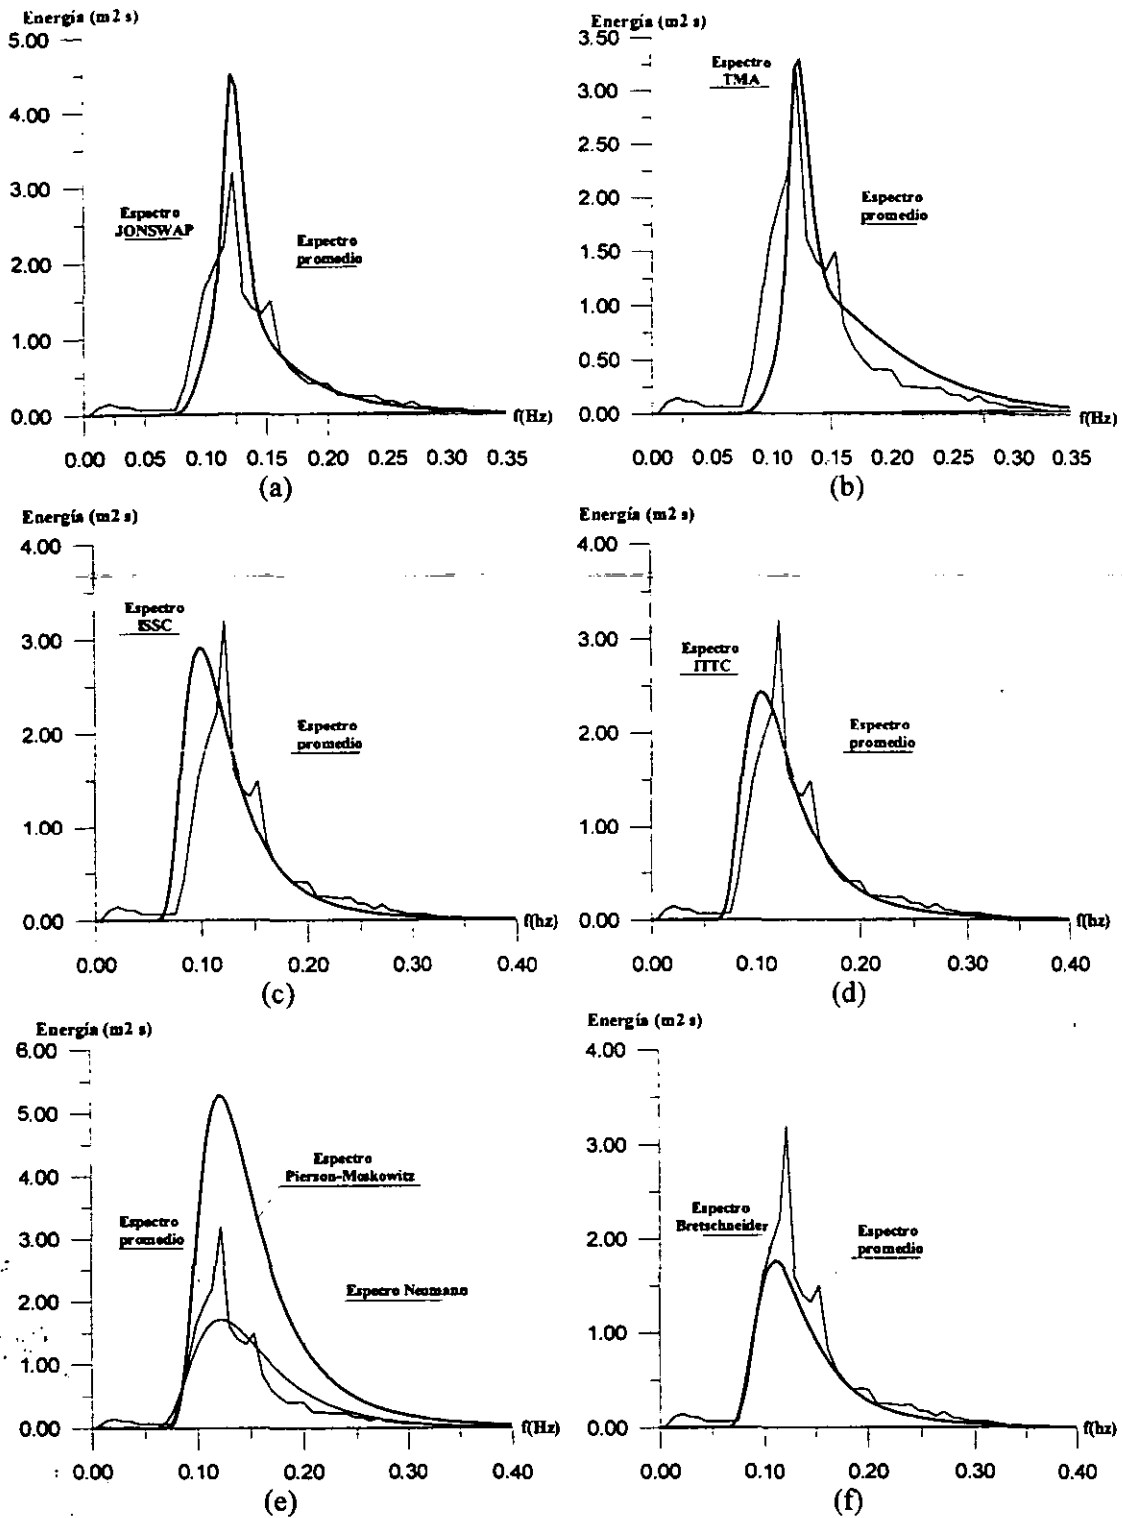 Energía (m2 s)
5.00
4.00
3.00
2.00
1.00
0.00
Espectro
JONSWAP
Espectro
promedio
f(Hz)
0.00 0.05 0.10 0.15 0.20 0.25 0.30 0.35
(a)
Energía (m2 s)
3.50
3.00
2.50
2.00
1.50
1.00
0.50
0.00
Espectro
TMA
Espectro
promedio
f(Hz)
0.00 0.05 0.10 0.15 0.20 0.25 0.30 0.35
(b)
Energía (m2 s)
4.00
3.00
2.00
1.00
0.00
Espectro
ISSC
Espectro
promedio
f(hz)
0.00 0.10 0.20 0.30 0.40
(c)
Energía (m2 s)
4.00
3.00
2.00
1.00
0.00
Espectro
ITTC
Espectro
promedio
f(hz)
0.00 0.10 0.20 0.30 0.40
(d)
Energía (m2 s)
6.00
5.00
4.00
3.00
2.00
1.00
0.00
Espectro
Pierson-Moskowitz
Espectro
promedio
Espectro Neumann
f(Hz)
0.00 0.10 0.20 0.30 0.40
(e)
Energía (m2 s)
4.00
3.00
2.00
1.00
0.00
Espectro
Bretschneider
Espectro
promedio
f(hz)
0.00 0.10 0.20 0.30 0.40
(f)